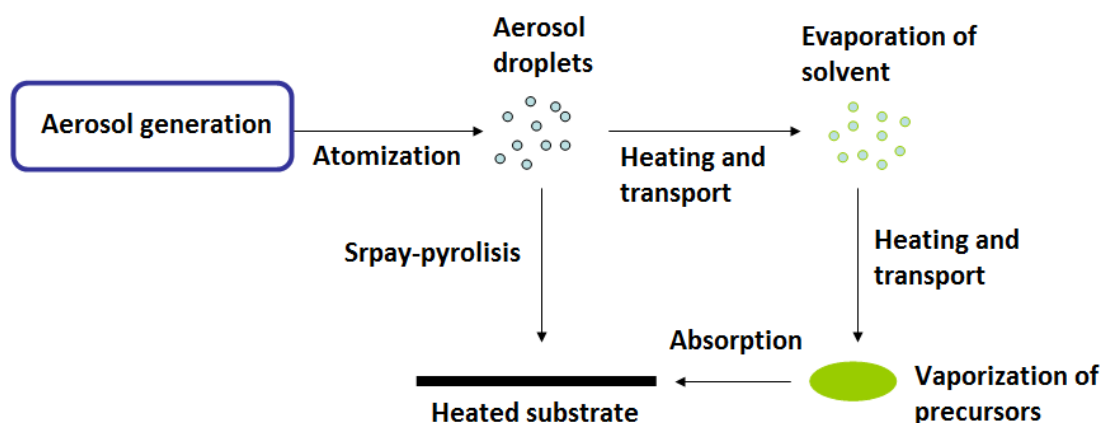 Aerosol
droplets
Evaporation of
solvent
Aerosol generation
Atomization
Heating and
transport
Srpay-pyrolisis
Heating and
transport
Absorption
Heated substrate
Vaporization of
precursors